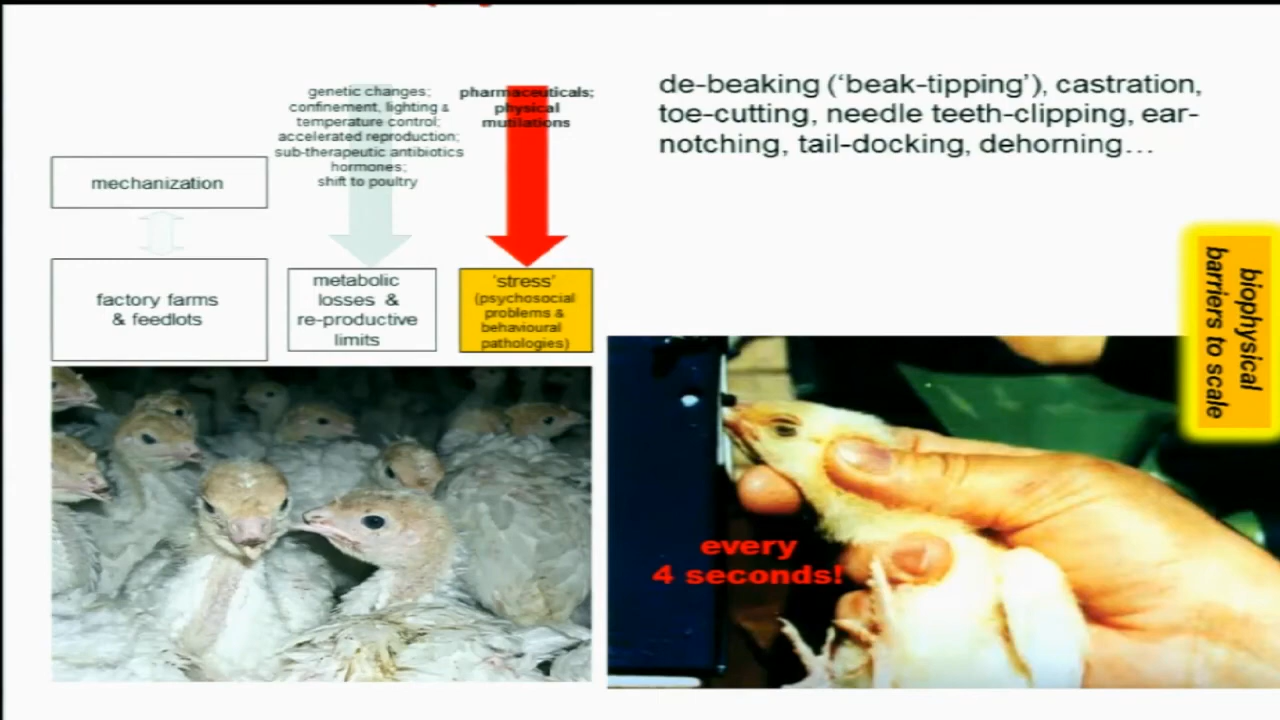 genetic changes;
confinement, lighting &
temperature control;
accelerated reproduction;
sub-therapeutic antibiotics
hormones;
shift to poultry
pharmaceuticals;
physical
mutilations
de-beaking (‘beak-tipping’), castration,
toe-cutting, needle teeth-clipping, ear-
notching, tail-docking, dehorning…
mechanization
factory farms
& feedlots
metabolic
losses &
re-productive
limits
‘stress’
(psychosocial
problems &
behavioural
pathologies)
biophysical
barriers to scale
every
4 seconds!